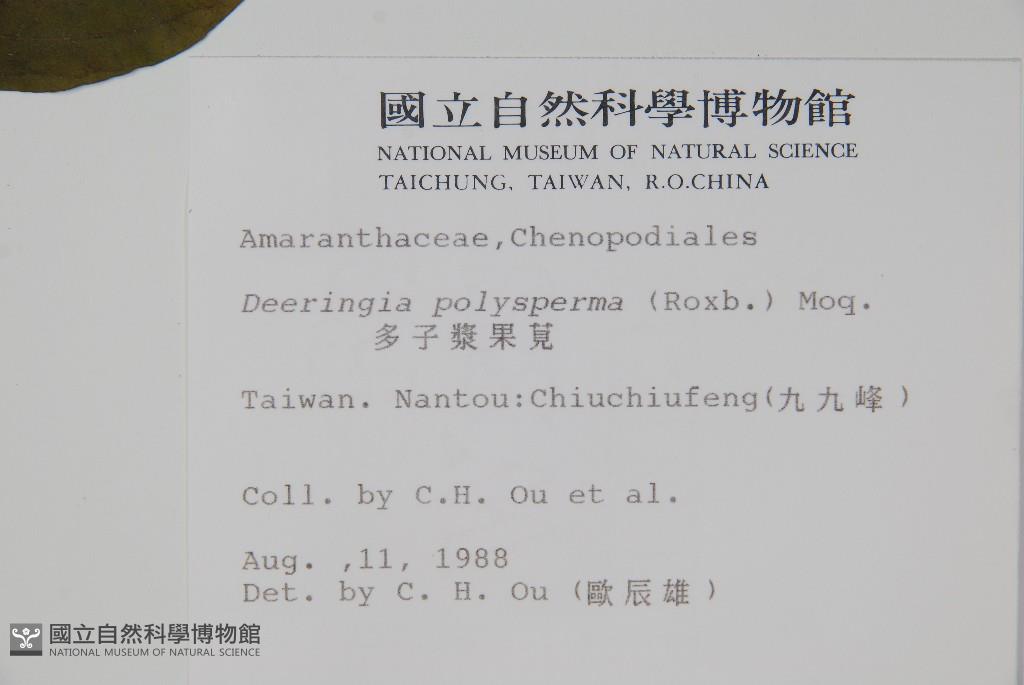 國立自然科學博物館
NATIONAL MUSEUM OF NATURAL SCIENCE
TAICHUNG, TAIWAN, R.O.CHINA
Amaranthaceae,Chenopodiales
Deeringia polysperma (Roxb.) Moq.
多子漿果莧
Taiwan. Nantou:Chiuchiufeng(九九峰)
Coll. by C.H. Ou et al.
Aug. ,11, 1988
Det. by C. H. Ou (歐辰雄)
國立自然科學博物館
NATIONAL MUSEUM OF NATURAL SCIENCE